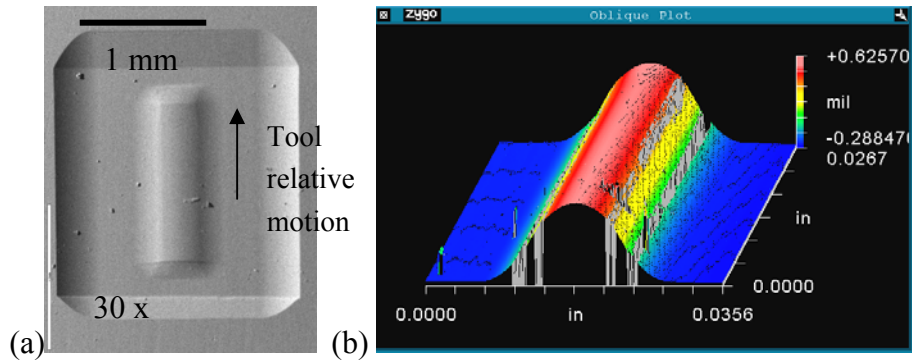 1 mm
Tool
relative
motion
30 x
(a)
zygo
Oblique Plot
+0.62570
mil
-0.288470
0.0267
in
0.0000
0.0000
in
0.0356
(b)